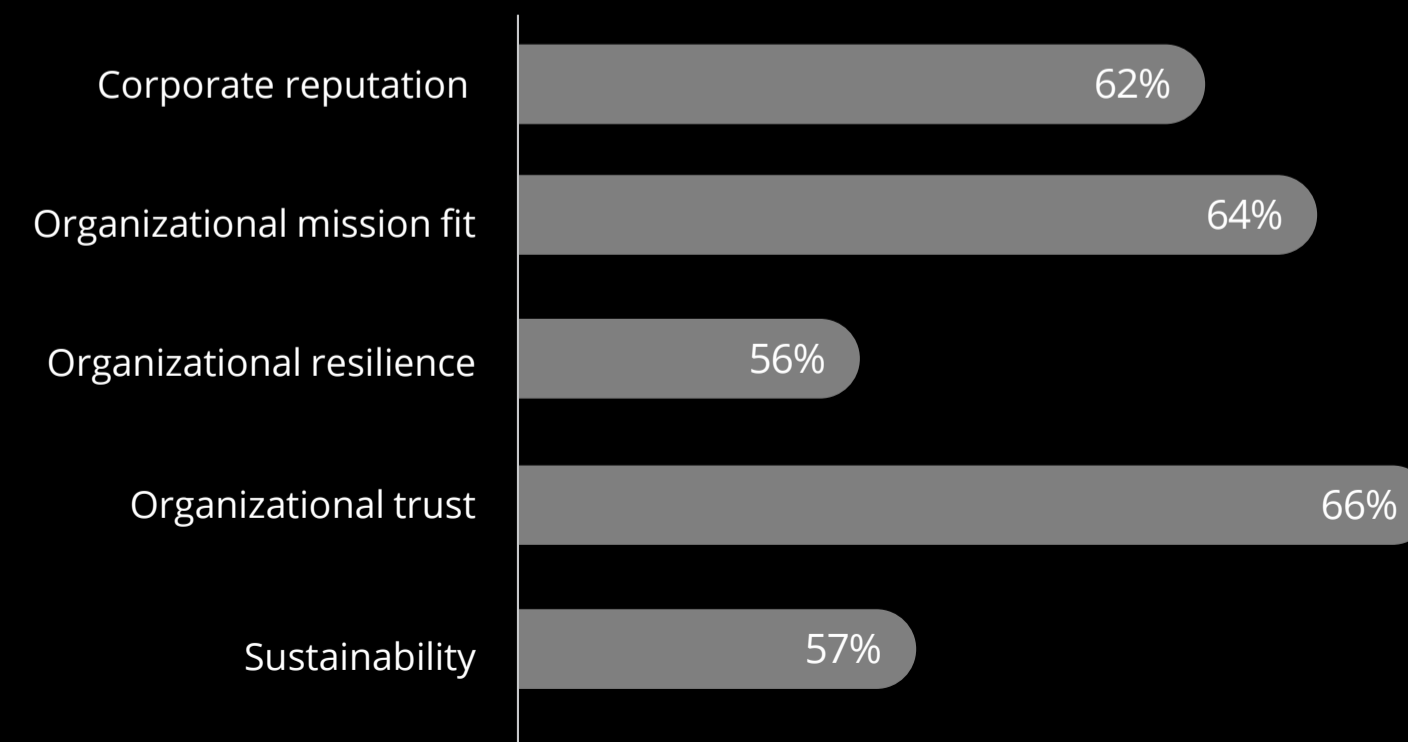 Corporate reputation 62%
Organizational mission fit 64%
Organizational resilience 56%
Organizational trust 66%
Sustainability 57%